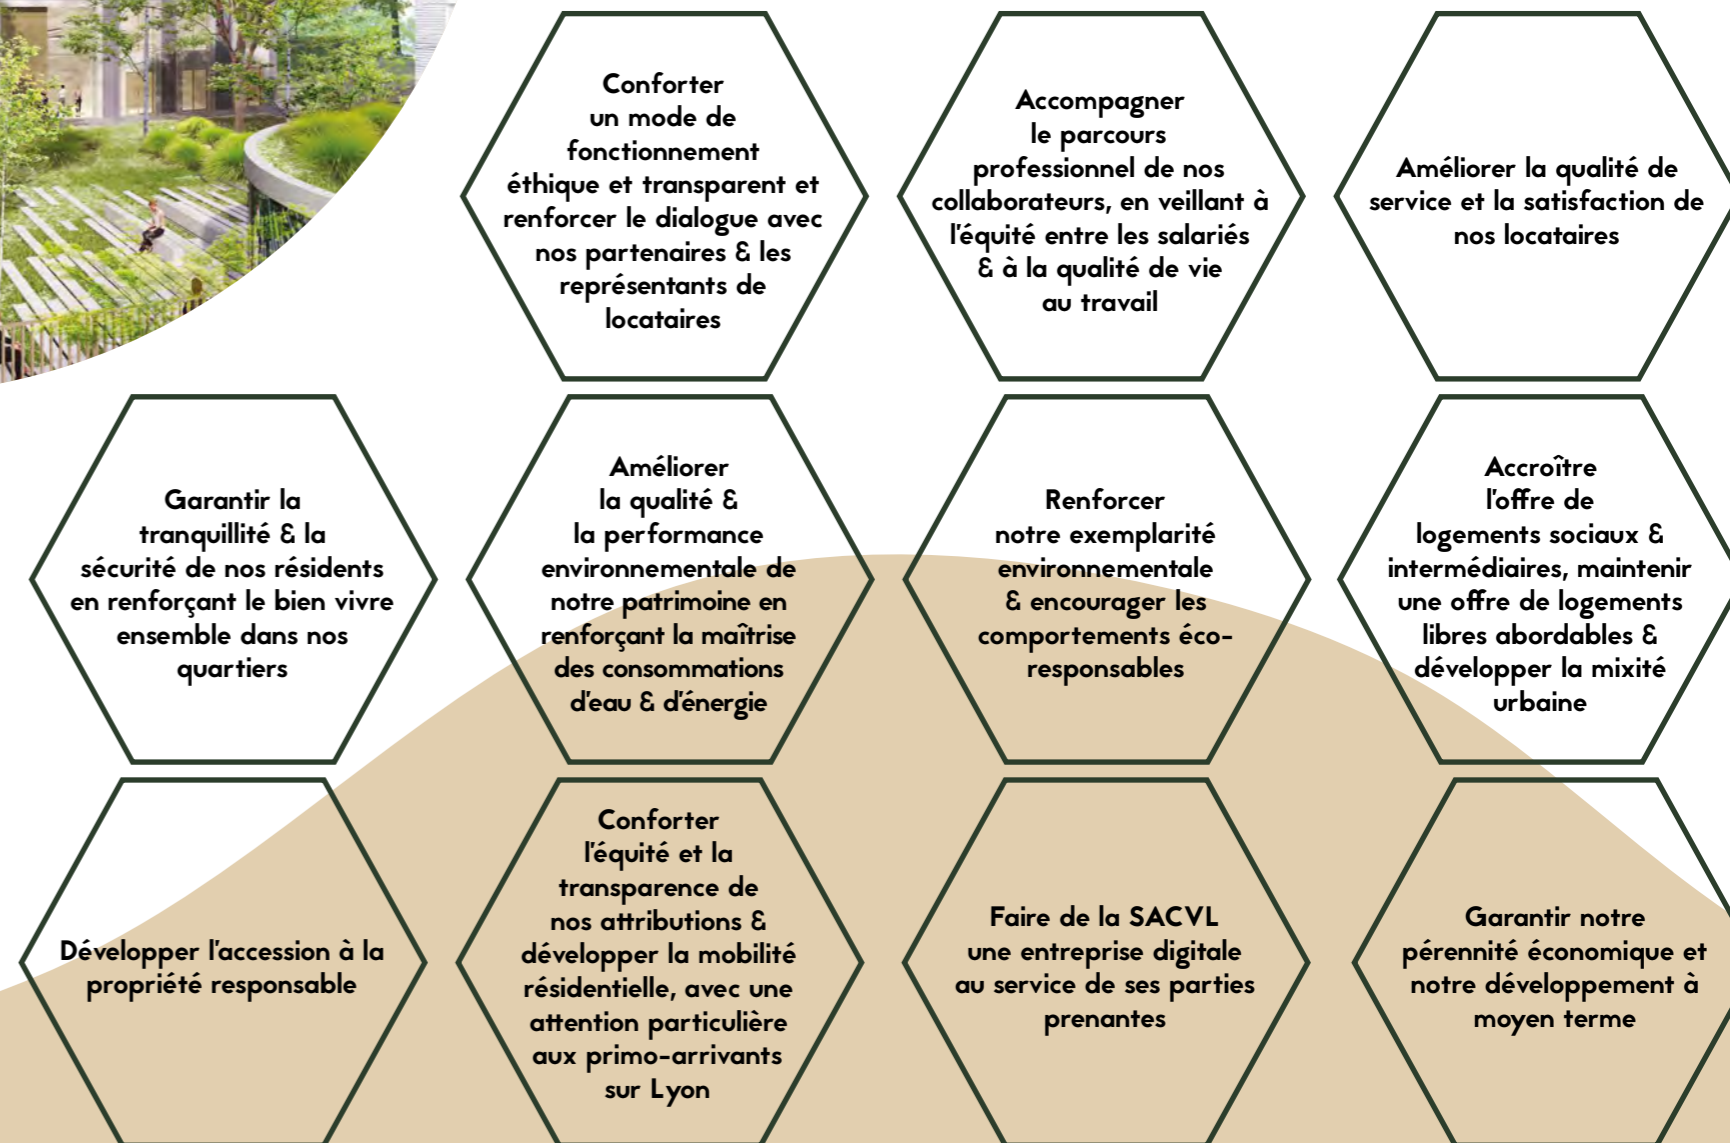 Conforter
un mode de
fonctionnement
éthique et transparent et
renforcer le dialogue avec
nos partenaires & les
représentants de
locataires
Accompagner
le parcours
professionnel de nos
collaborateurs, en veillant à
l'équité entre les salariés
& à la qualité de vie
au travail
Améliorer la qualité de
service et la satisfaction de
nos locataires
Garantir la
tranquillité & la
sécurité de nos résidents
en renforçant le bien vivre
ensemble dans nos
quartiers
Améliorer
la qualité &
la performance
environnementale de
notre patrimoine en
renforçant la maîtrise
des consommations
d'eau & d'énergie
Renforcer
notre exemplarité
environnementale
& encourager les
comportements éco-
responsables
Accroître
l'offre de
logements sociaux &
intermédiaires, maintenir
une offre de logements
libres abordables &
développer la mixité
urbaine
Développer l'accession à la
propriété responsable
Conforter
l'équité et la
transparence de
nos attributions &
développer la mobilité
résidentielle, avec une
attention particulière
aux primo-arrivants
sur Lyon
Faire de la SACVL
une entreprise digitale
au service de ses parties
prenantes
Garantir notre
pérennité économique et
notre développement à
moyen terme